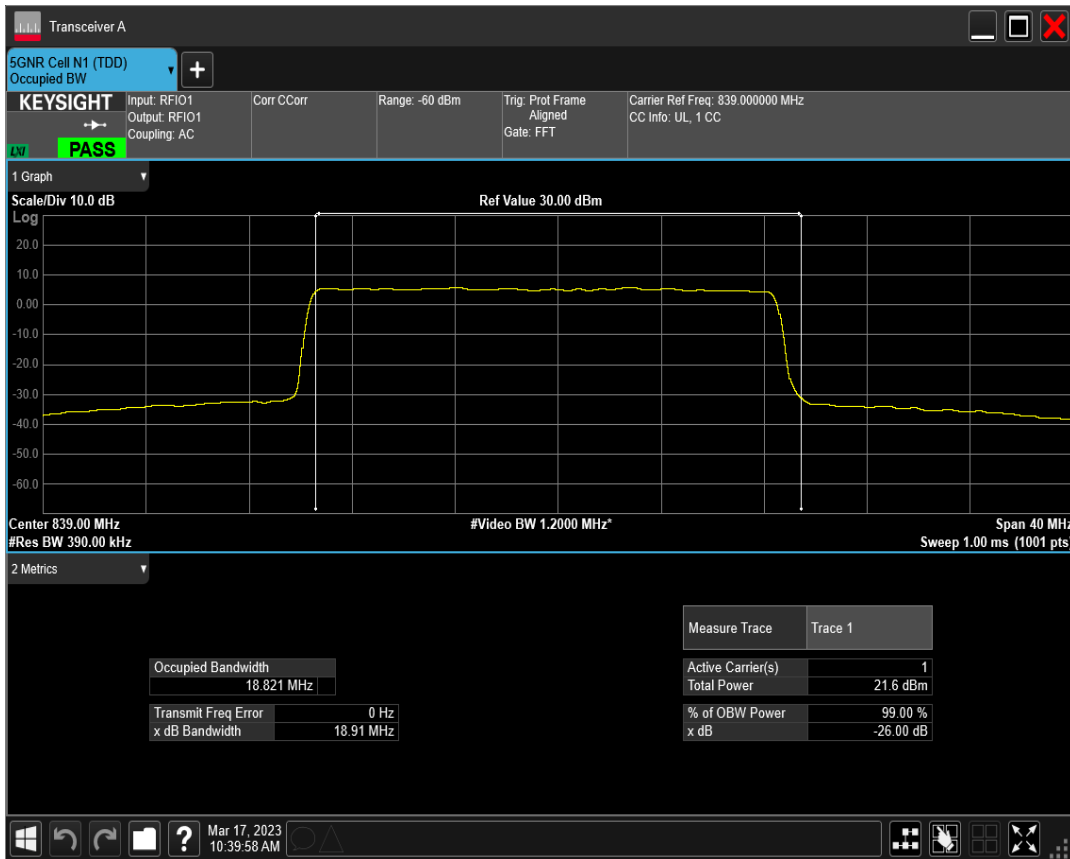 Transceiver A
5GNR Cell N1 (TDD)
Occupied BW
+
KEYSIGHT
LXI
PASS
Input: RFIO1
Output: RFIO1
Coupling: AC
Corr CCorr
Range: -60 dBm
Trig: Prot Frame
Aligned
Gate: FFT
Carrier Ref Freq: 839.000000 MHz
CC Info: UL, 1 CC
1 Graph
Scale/Div 10.0 dB
Ref Value 30.00 dBm
Log
20.0
10.0
0.00
-10.0
-20.0
-30.0
-40.0
-50.0
-60.0
Center 839.00 MHz
#Video BW 1.2000 MHz*
Span 40 MHz
#Res BW 390.00 kHz
Sweep 1.00 ms (1001 pts)
2 Metrics
Measure Trace Trace 1
Occupied Bandwidth
18.821 MHz
Active Carrier(s) 1
Total Power 21.6 dBm
Transmit Freq Error 0 Hz
x dB Bandwidth 18.91 MHz
% of OBW Power 99.00 %
x dB -26.00 dB
?
Mar 17, 2023
10:39:58 AM